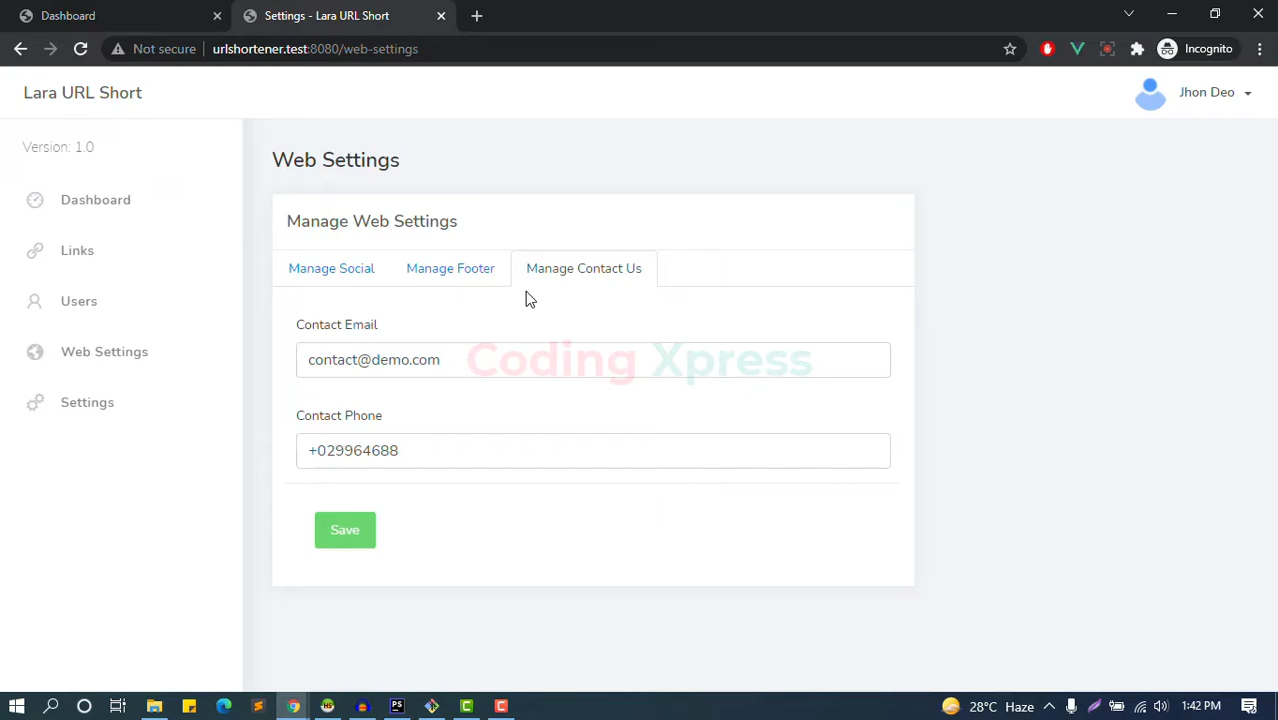 Dashboard
Settings - Lara URL Short
Not secure
urlshortener.test:8080/web-settings
Incognito
Lara URL Short
Jhon Deo
Version: 1.0
Dashboard
Links
Users
Web Settings
Settings
Web Settings
Manage Web Settings
Manage Social
Manage Footer
Manage Contact Us
Contact Email
contact@demo.com
Coding Xpress
Contact Phone
+029964688
Save
28°C Haze
1:42 PM